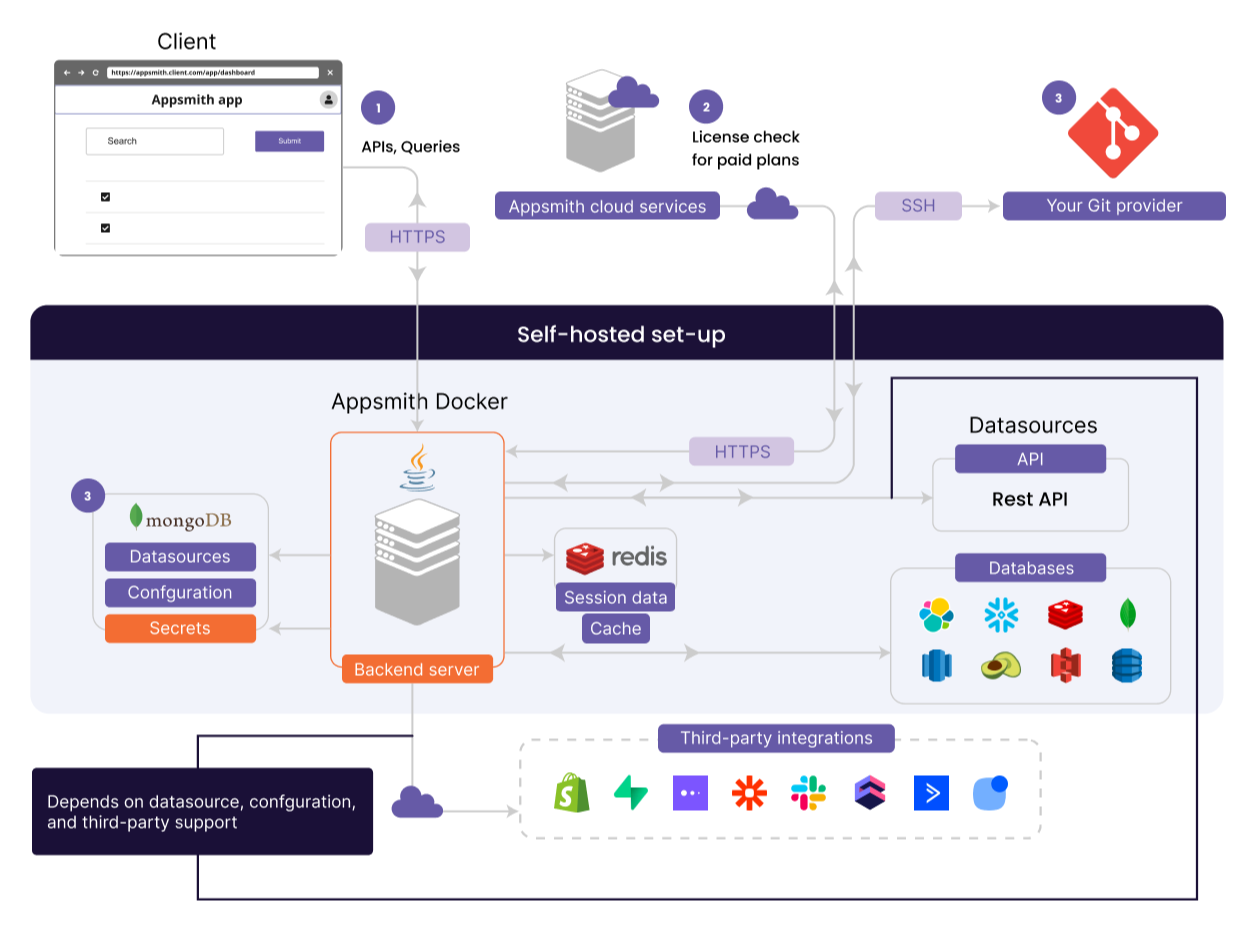 Client
https://appsmith.client.com/app/dashboard
Appsmith app
Search
Submit
1
APIs, Queries
HTTPS
2
License check
for paid plans
Appsmith cloud services
3
SSH
Your Git provider
Self-hosted set-up
Appsmith Docker
HTTPS
Datasources
API
Rest API
3
mongoDB
Datasources
Confguration
Secrets
redis
Session data
Cache
Databases
Backend server
Third-party integrations
Depends on datasource, confguration,
and third-party support